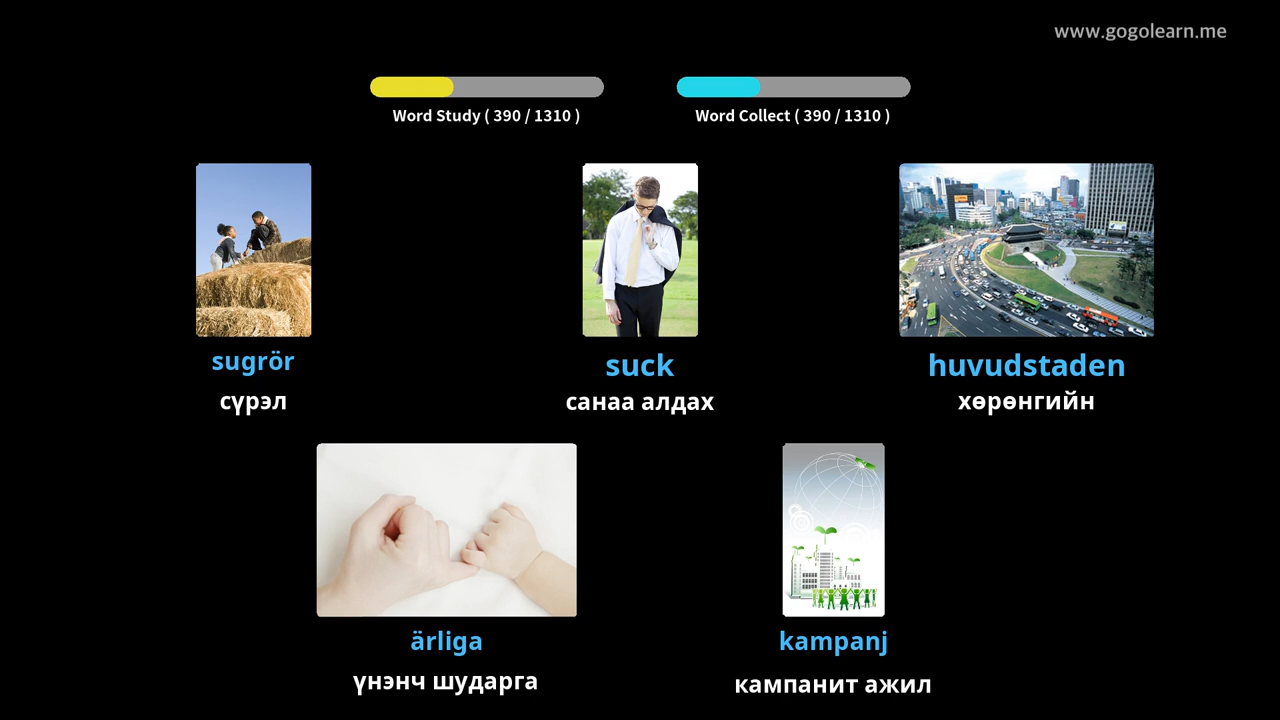 www.gogolearn.me
Word Study ( 390 / 1310 )
Word Collect ( 390 / 1310 )
sugrör
suck
huvudstaden
сүрэл
санаа алдах
хөрөнгийн
ärliga
kampanj
үнэнч шударга
кампанит ажил